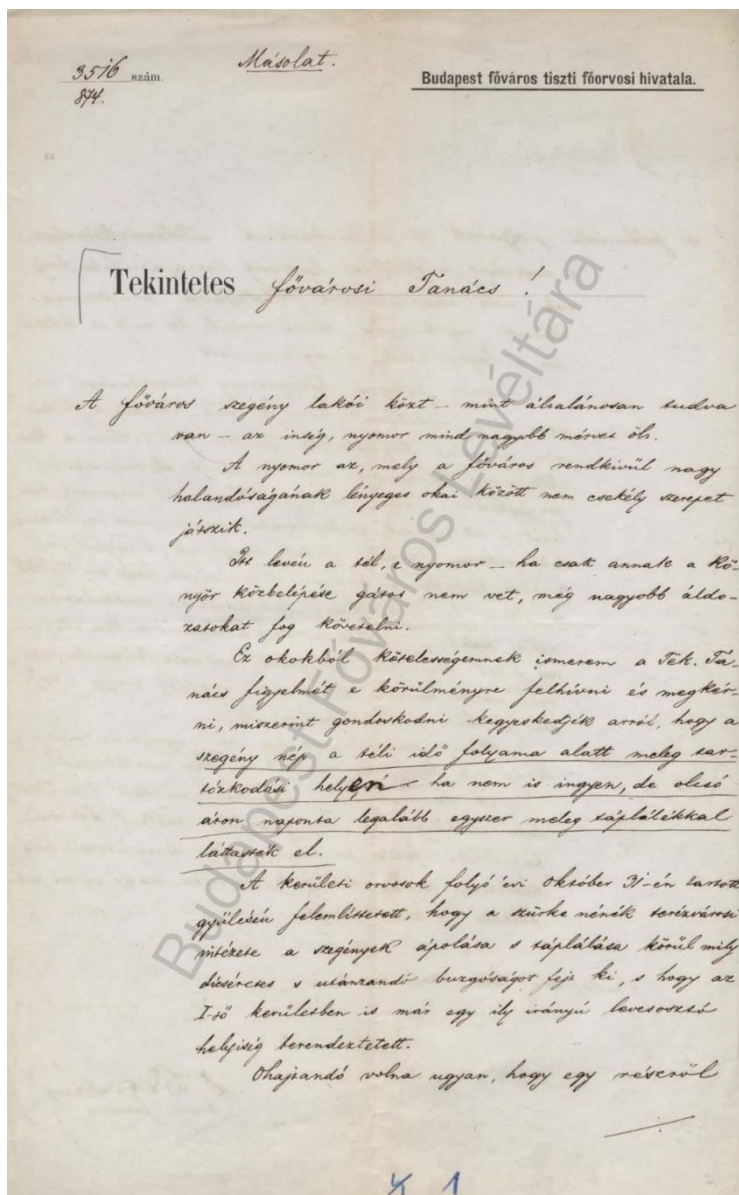 3516 szám.
874.
Másolat.
Budapest főváros tiszti főorvosi hivatala.
Tekintetes fővárosi Tanács!
A főváros szegény lakói közt – mint általánosan tudva
van – az inség, nyomor mind nagyobb mérvet ölt.
A nyomor az, mely a főváros rendkivül nagy
halandóságának lényeges okai között nem csekély szerepet
játszik.
Itt levén a tél, e nyomor – ha csak annak a kö-
nyör közbelépése gátot nem vet, még nagyobb áldo-
zatokat fog követelni.
Ez okokból kötelességemnek ismerem a Tek. Ta-
nács figyelmét e körülményre felhívni és megkér-
ni, miszerint gondoskodni kegyeskedjék arról, hogy a
szegény nép a téli idő folyama alatt meleg tar-
tózkodási helyen ha nem is ingyen, de olcsó
áron naponta legalább egyszer meleg táplálékkal
láttassék el.
A kerületi orvosok folyó évi Október 31-én tartott
gyülésén felemlittetett, hogy a szürke nénék terézvárosi
intézete a szegények ápolása s táplálása körül mily
dicséretes s utánzandó buzgóságot fejt ki, s hogy az
I-ső kerületben is már egy ily irányú levesosztó
helyiség berendeztetett.
Ohajtandó volna ugyan, hogy egy részről
1
Budapest Főváros Levéltára